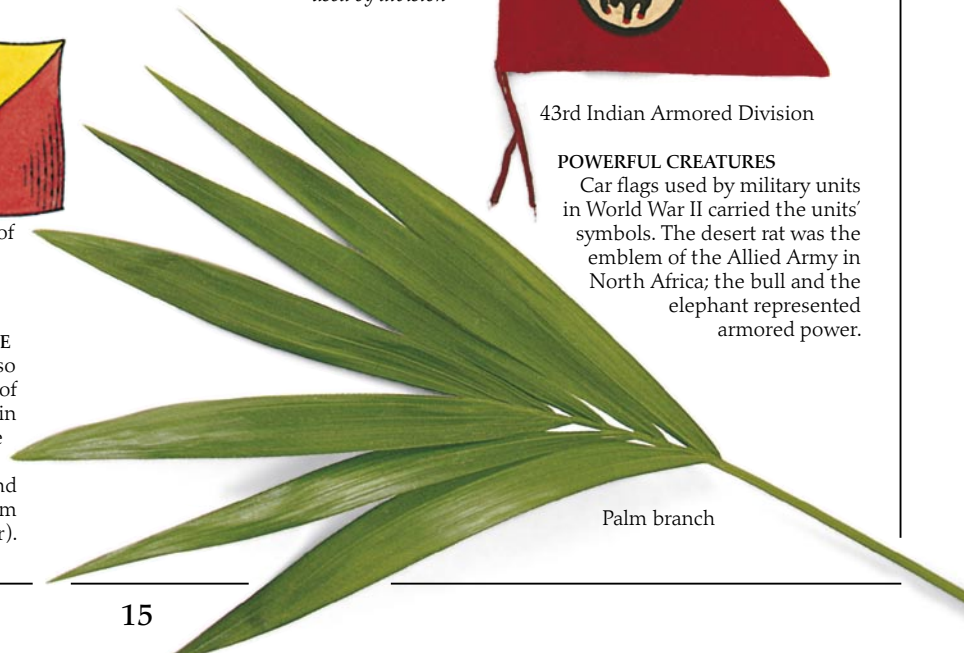 used by division
43rd Indian Armored Division
POWERFUL CREATURES
Car flags used by military units
in World War II carried the units’
symbols. The desert rat was the
emblem of the Allied Army in
North Africa; the bull and the
elephant represented
armored power.
of
E
so
of
in
e
nd
m
r).
Palm branch
15